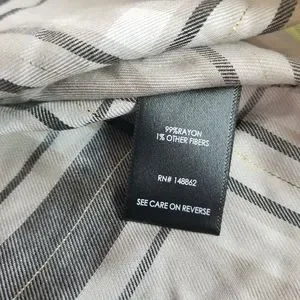 99%RAYON
1% OTHER FIBERS
RN# 148862
SEE CARE ON REVERSE